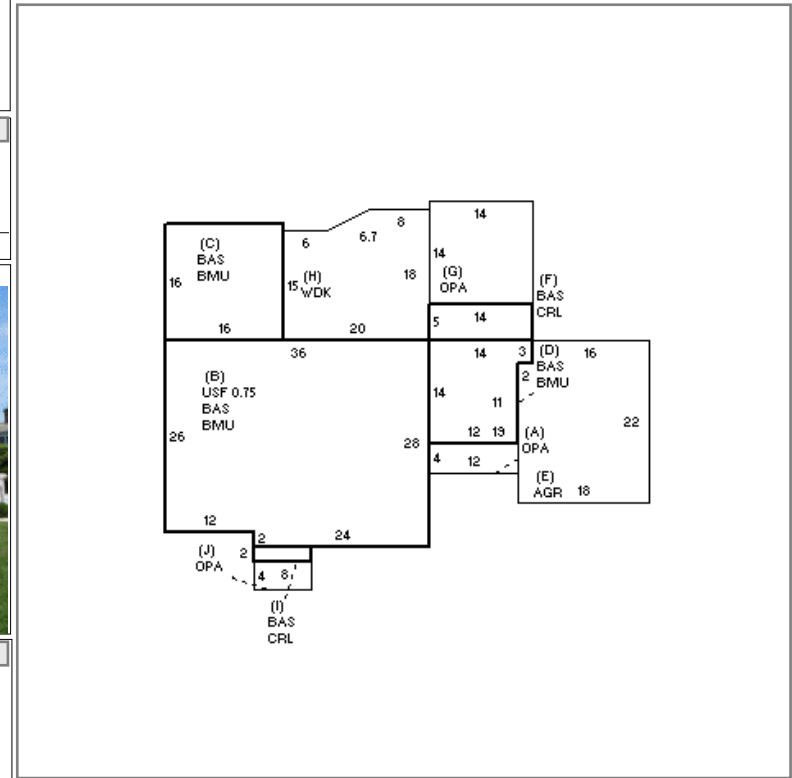 14
8
6
6.7
(C)
BAS
BMU
14
16
15
(H)
WDK
18
(G)
OPA
(F)
BAS
CRL
16
20
5
14
36
14
3
(D)
BAS
BMU
16
2
(B)
USF 0.75
BAS
BMU
14
11
22
26
28
12
19
(A)
OPA
4
12
(E)
AGR
18
12
2
24
(J)
OPA
2
4
8
(I)
BAS
CRL